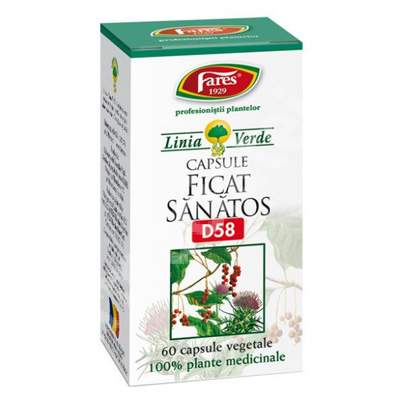 Fares®
1929
profesioniștii plantelor
Linia Verde
CAPSULE
FICAT
SĂNĂTOS
D58
60 capsule vegetale
100% plante medicinale